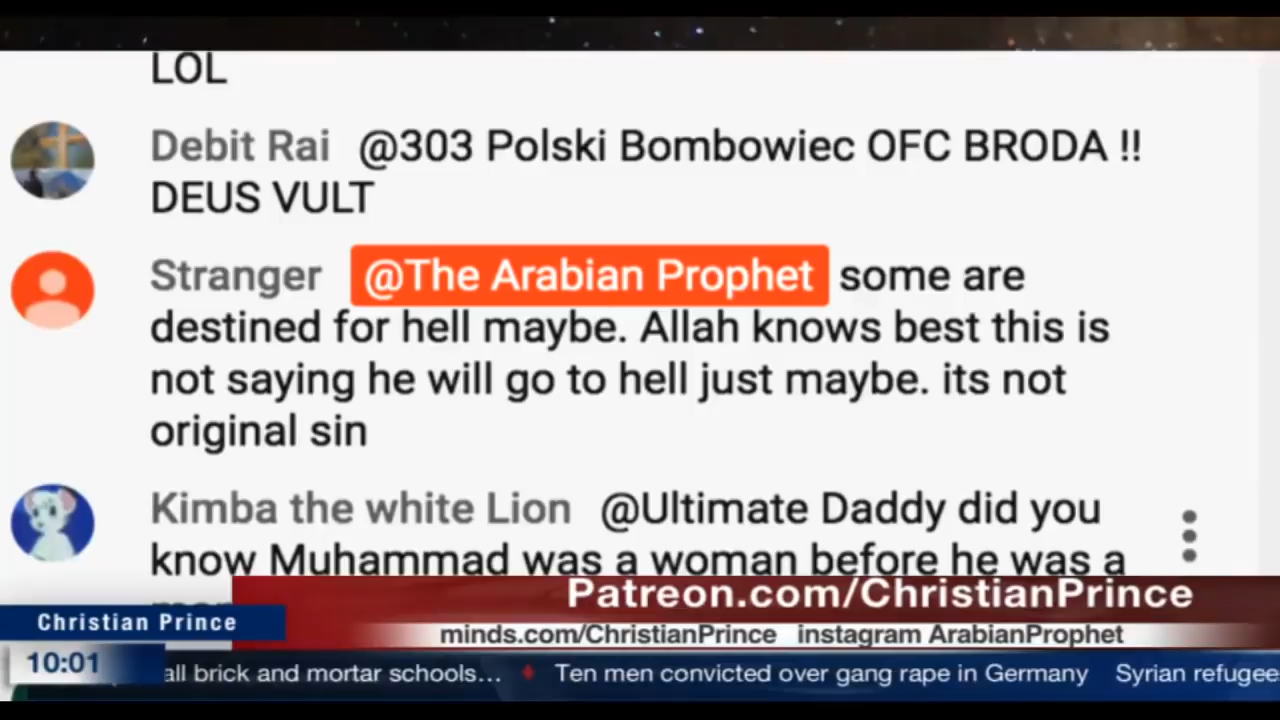 LOL
Debit Rai @303 Polski Bombowiec OFC BRODA !!
DEUS VULT
Stranger @The Arabian Prophet some are
destined for hell maybe. Allah knows best this is
not saying he will go to hell just maybe. its not
original sin
Kimba the white Lion @Ultimate Daddy did you
know Muhammad was a woman before he was a
Patreon.com/ChristianPrince
Christian Prince
minds.com/ChristianPrince instagram ArabianProphet
10:01
all brick and mortar schools... ♦ Ten men convicted over gang rape in Germany Syrian refugee